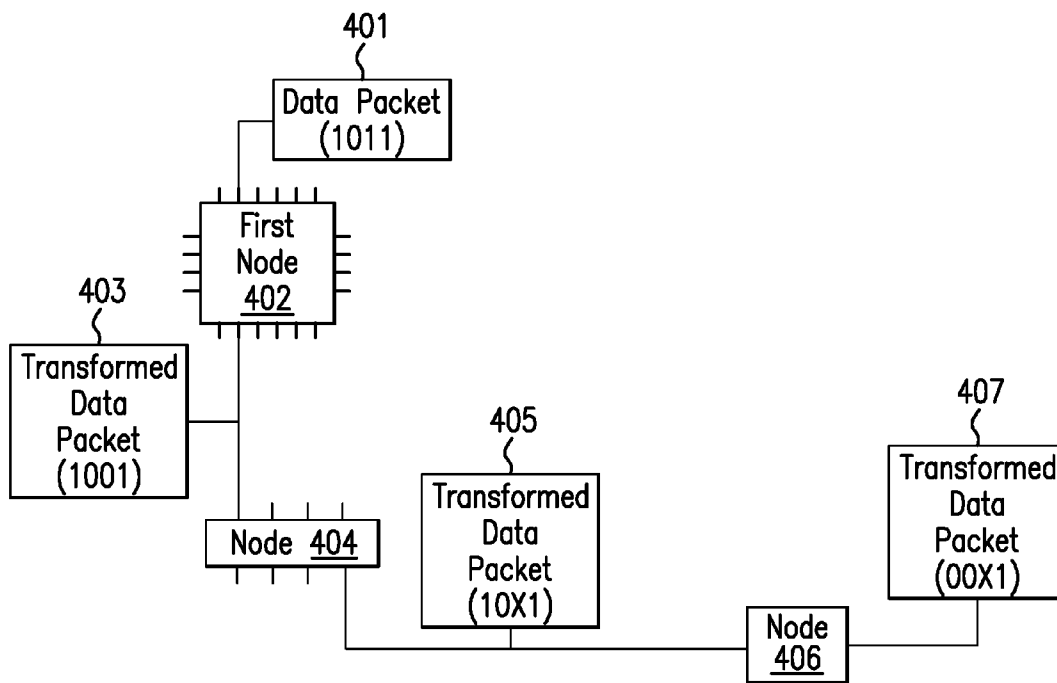 401
Data Packet
(1011)
First
Node
402
403
Transformed
Data
Packet
(1001)
Node 404
405
Transformed
Data
Packet
(10X1)
Node
406
407
Transformed
Data
Packet
(00X1)